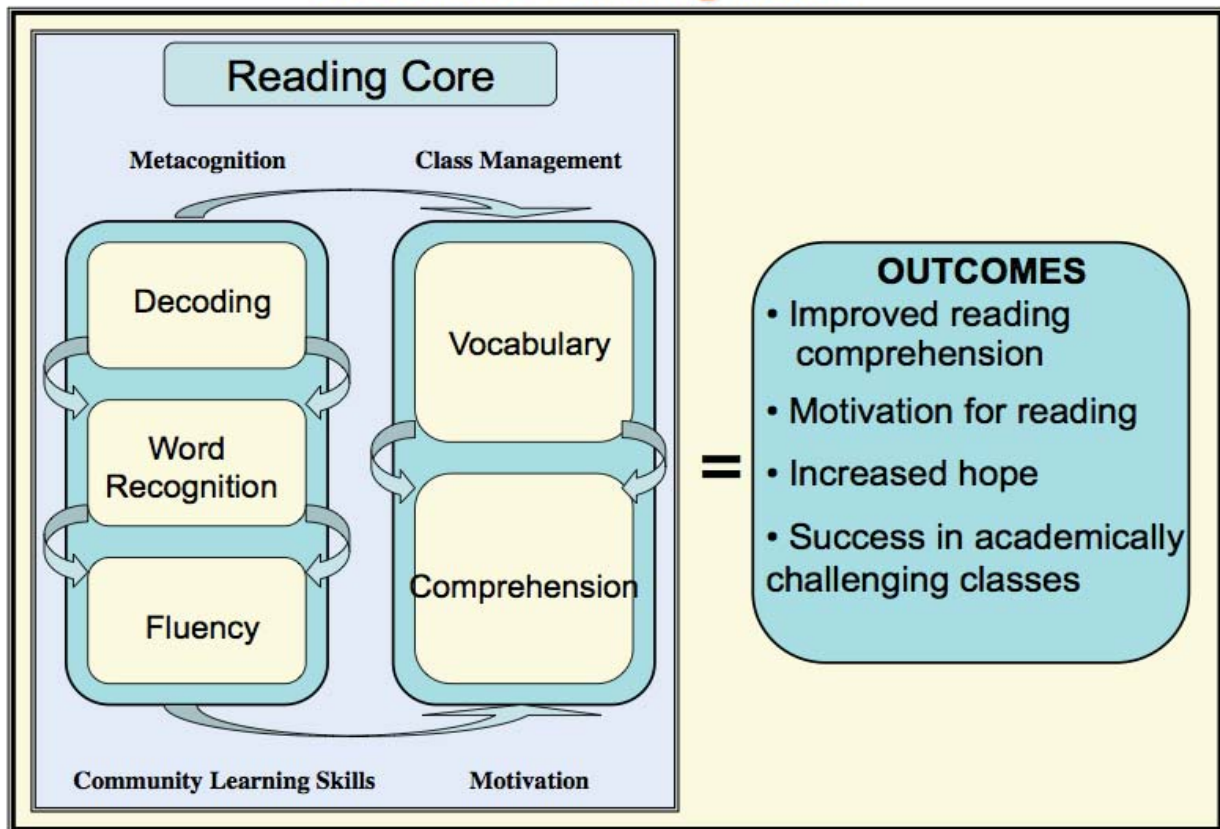 Reading Core
Metacognition
Class Management
Decoding
Word
Recognition
Fluency
Vocabulary
Comprehension
Community Learning Skills
Motivation
=
OUTCOMES
• Improved reading
comprehension
• Motivation for reading
• Increased hope
• Success in academically
challenging classes